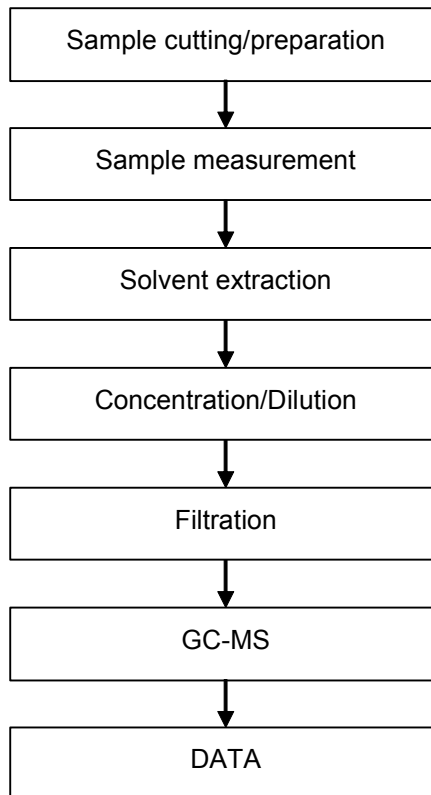 Sample cutting/preparation
Sample measurement
Solvent extraction
Concentration/Dilution
Filtration
GC-MS
DATA